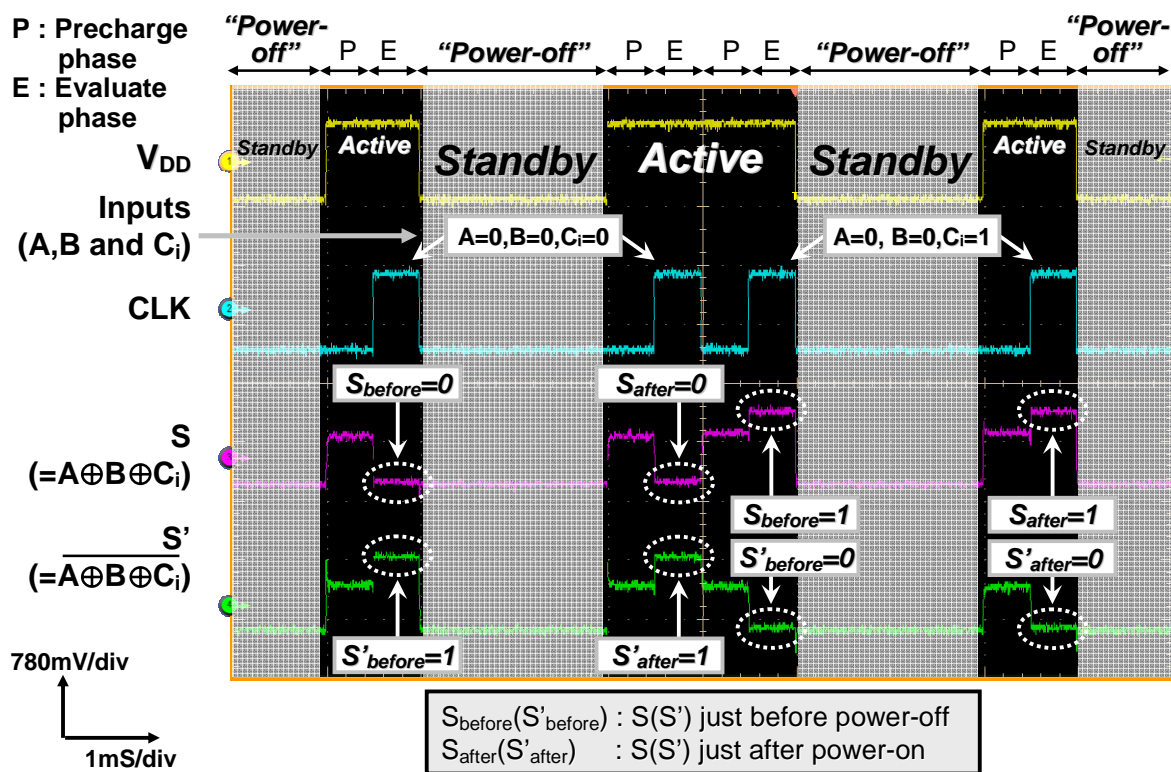 P : Precharge
phase
E : Evaluate
phase
“Power-
off”
P E
“Power-off”
P E P E
“Power-off”
P E
“Power-
off”
VDD
Standby
Active
Standby
Active
Standby
Active
Standby
Inputs
(A,B and Ci)
A=0,B=0,Ci=0
A=0, B=0,Ci=1
CLK
Sbefore=0
Safter=0
S
(=A⊕B⊕Ci)
Sbefore=1
Safter=1
S’
(=A⊕B⊕Ci)
S’before=0
S’after=0
S’before=1
S’after=1
1
2
780mV/div
1mS/div
Sbefore(S’before) : S(S’) just before power-off
Safter(S’after) : S(S’) just after power-on